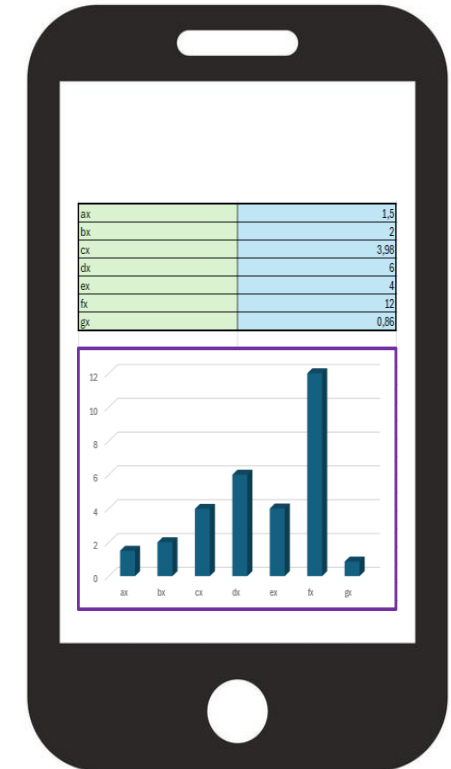 ax 1,5
bx 2
cx 3,98
dx 6
ex 4
fx 12
gx 0,86
12
10
8
6
4
2
0
ax bx cx dx ex fx gx